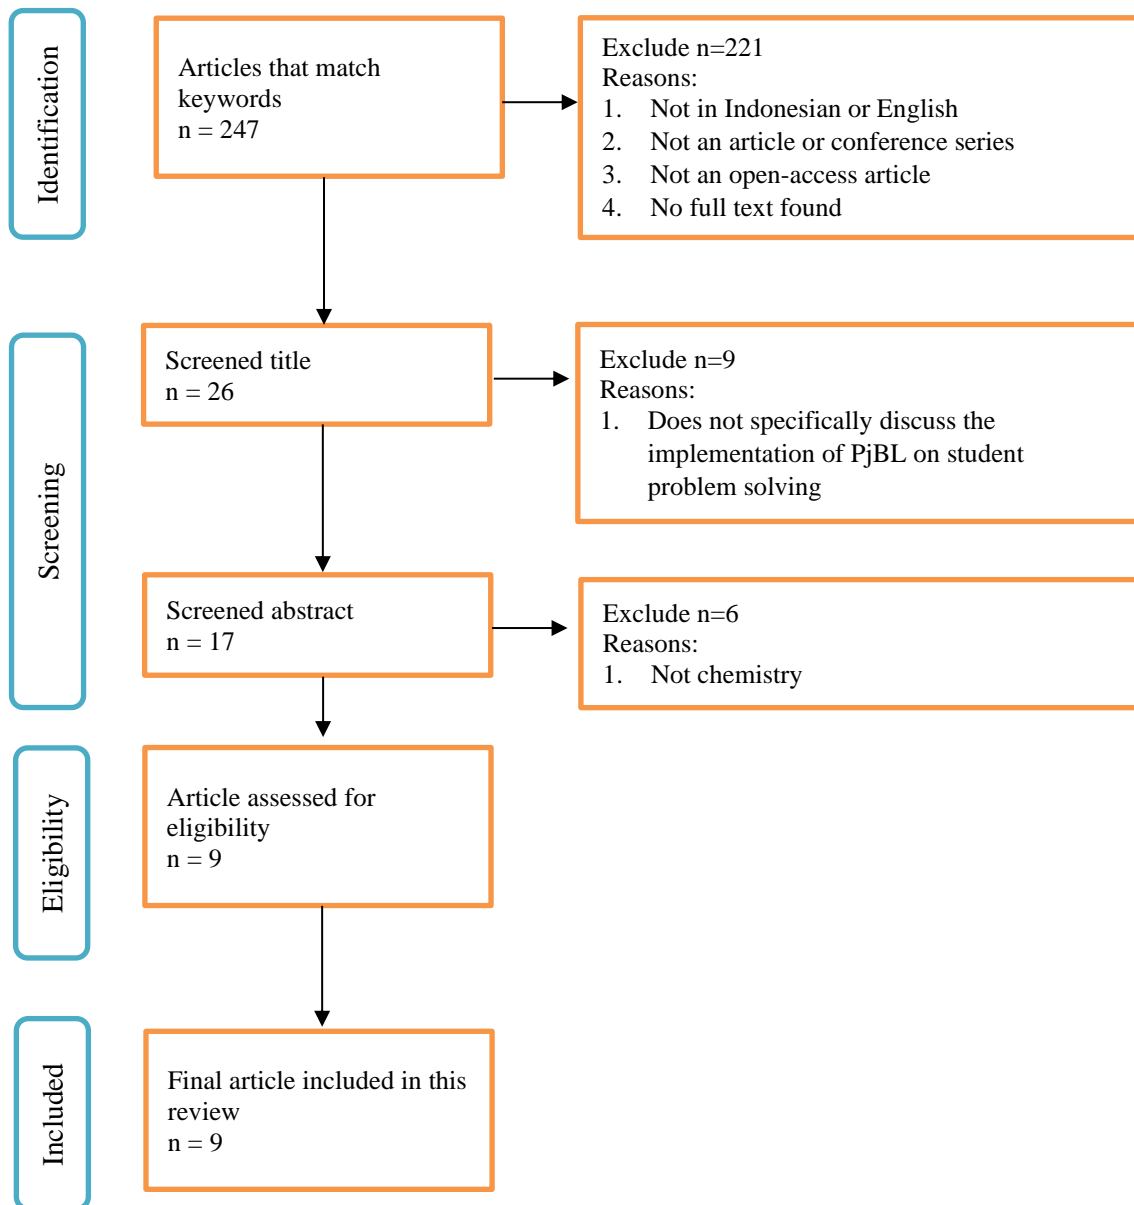 Identification
Articles that match
keywords
n = 247
Exclude n=221
Reasons:
1. Not in Indonesian or English
2. Not an article or conference series
3. Not an open-access article
4. No full text found
Screening
Screened title
n = 26
Exclude n=9
Reasons:
1. Does not specifically discuss the
implementation of PjBL on student
problem solving
Screened abstract
n = 17
Exclude n=6
Reasons:
1. Not chemistry
Eligibility
Article assessed for
eligibility
n = 9
Included
Final article included in this
review
n = 9